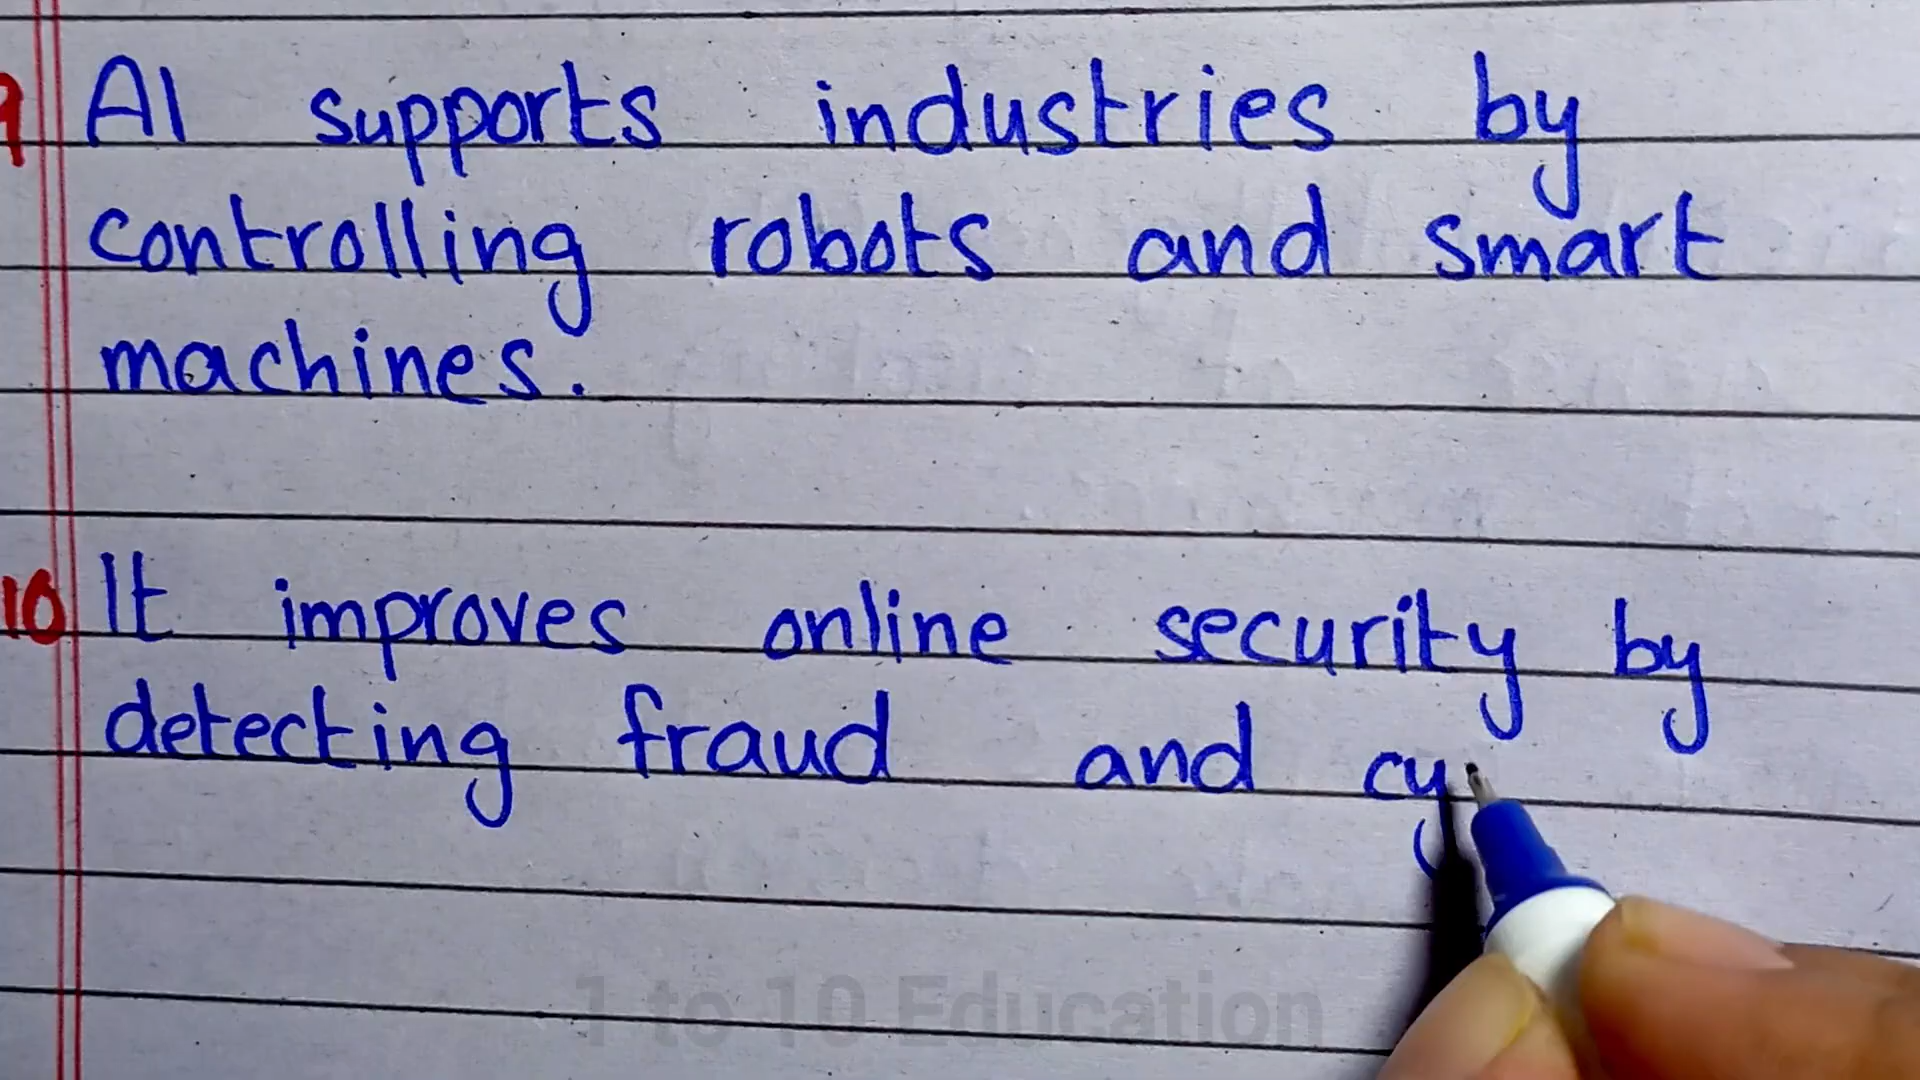 9 AI supports industries by
controlling robots and smart
machines.
10 It improves online security by
detecting fraud and cy
1 to 10 Education